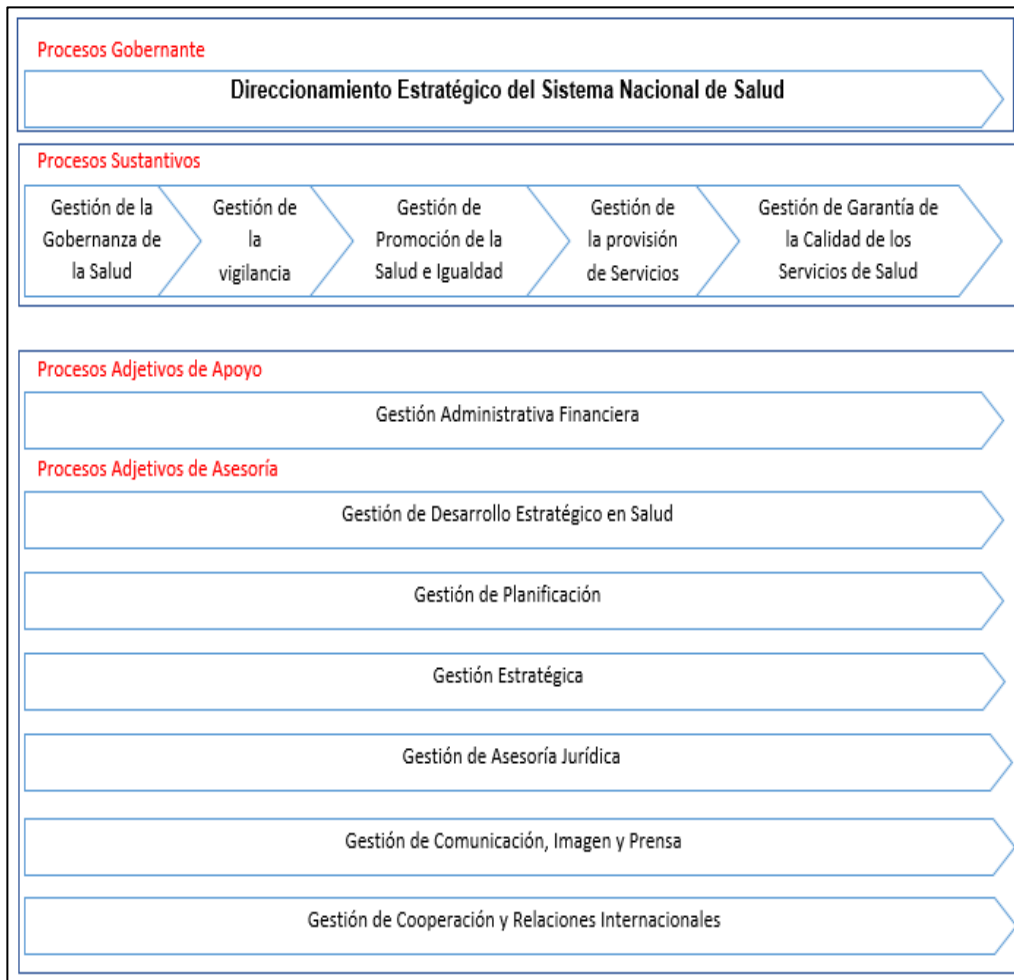 Procesos Gobernante
Direccionamiento Estratégico del Sistema Nacional de Salud
Procesos Sustantivos
Gestión de la
Gobernanza de
la Salud
Gestión de
la
vigilancia
Gestión de
Promoción de la
Salud e Igualdad
Gestión de
la provisión
de Servicios
Gestión de Garantía de
la Calidad de los
Servicios de Salud
Procesos Adjetivos de Apoyo
Gestión Administrativa Financiera
Procesos Adjetivos de Asesoría
Gestión de Desarrollo Estratégico en Salud
Gestión de Planificación
Gestión Estratégica
Gestión de Asesoría Jurídica
Gestión de Comunicación, Imagen y Prensa
Gestión de Cooperación y Relaciones Internacionales